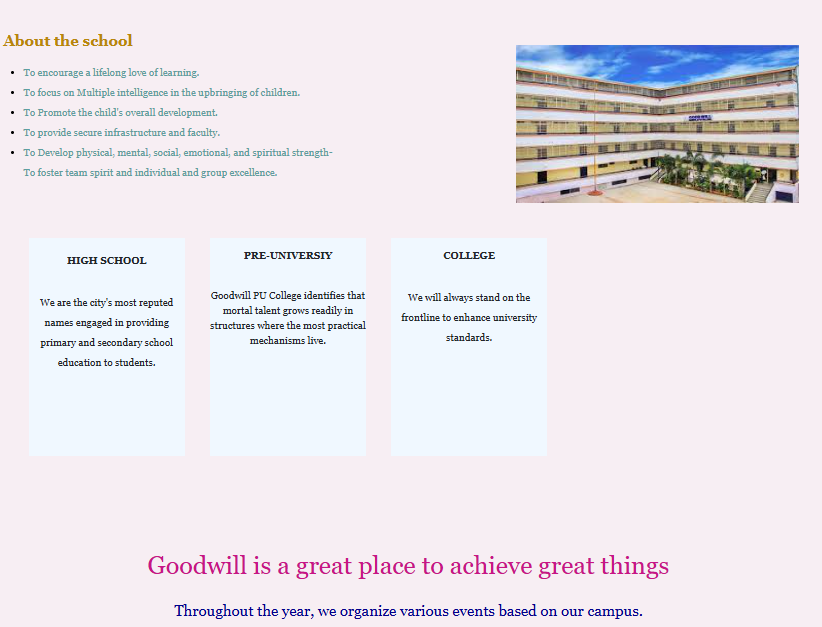 About the school
To encourage a lifelong love of learning.
To focus on Multiple intelligence in the upbringing of children.
To Promote the child's overall development.
To provide secure infrastructure and faculty.
To Develop physical, mental, social, emotional, and spiritual strength-
To foster team spirit and individual and group excellence.
HIGH SCHOOL
We are the city's most reputed
names engaged in providing
primary and secondary school
education to students.
PRE-UNIVERSIY
Goodwill PU College identifies that
mortal talent grows readily in
structures where the most practical
mechanisms live.
COLLEGE
We will always stand on the
frontline to enhance university
standards.
Goodwill is a great place to achieve great things
Throughout the year, we organize various events based on our campus.